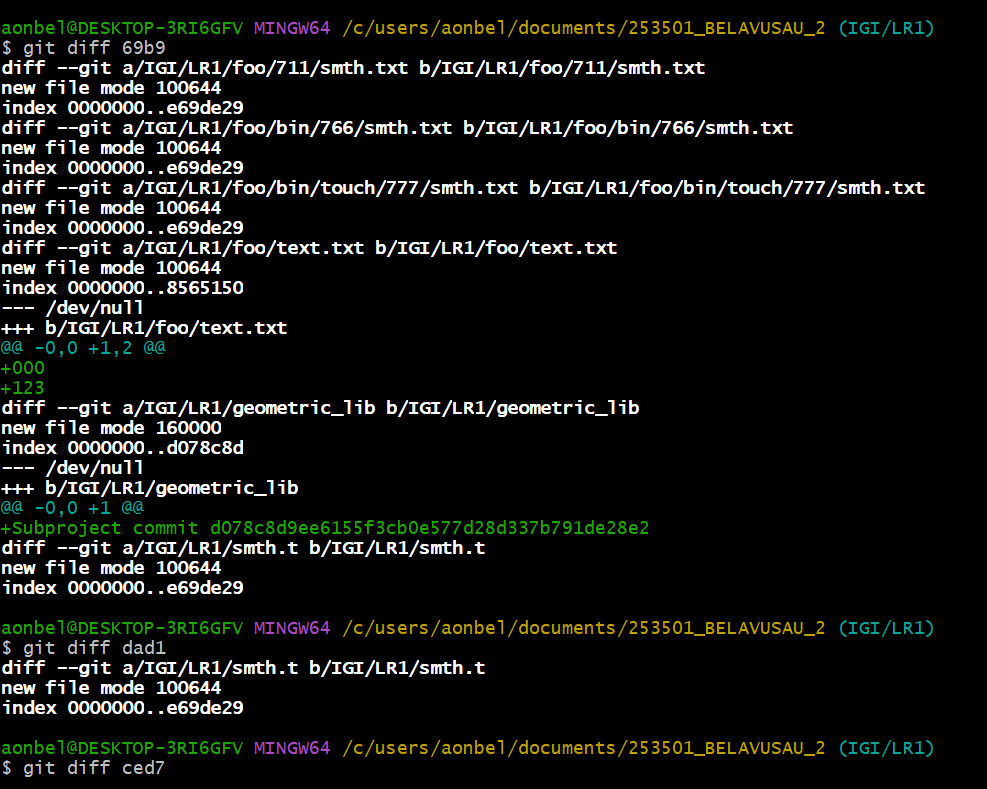 aonbel@DESKTOP-3RI6GFV MINGW64 /c/users/aonbel/documents/253501_BELAVUSAU_2 (IGI/LR1)
$ git diff 69b9
diff --git a/IGI/LR1/foo/711/smth.txt b/IGI/LR1/foo/711/smth.txt
new file mode 100644
index 0000000..e69de29
diff --git a/IGI/LR1/foo/bin/766/smth.txt b/IGI/LR1/foo/bin/766/smth.txt
new file mode 100644
index 0000000..e69de29
diff --git a/IGI/LR1/foo/bin/touch/777/smth.txt b/IGI/LR1/foo/bin/touch/777/smth.txt
new file mode 100644
index 0000000..e69de29
diff --git a/IGI/LR1/foo/text.txt b/IGI/LR1/foo/text.txt
new file mode 100644
index 0000000..8565150
--- /dev/null
+++ b/IGI/LR1/foo/text.txt
@@ -0,0 +1,2 @@
+000
+123
diff --git a/IGI/LR1/geometric_lib b/IGI/LR1/geometric_lib
new file mode 160000
index 0000000..d078c8d
--- /dev/null
+++ b/IGI/LR1/geometric_lib
@@ -0,0 +1 @@
+Subproject commit d078c8d9ee6155f3cb0e577d28d337b791de28e2
diff --git a/IGI/LR1/smth.t b/IGI/LR1/smth.t
new file mode 100644
index 0000000..e69de29
aonbel@DESKTOP-3RI6GFV MINGW64 /c/users/aonbel/documents/253501_BELAVUSAU_2 (IGI/LR1)
$ git diff dad1
diff --git a/IGI/LR1/smth.t b/IGI/LR1/smth.t
new file mode 100644
index 0000000..e69de29
aonbel@DESKTOP-3RI6GFV MINGW64 /c/users/aonbel/documents/253501_BELAVUSAU_2 (IGI/LR1)
$ git diff ced7